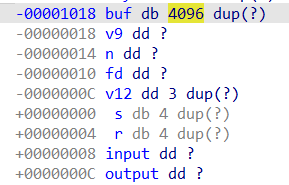 -00001018 buf db 4096 dup(?)
-00000018 v9 dd ?
-00000014 n dd ?
-00000010 fd dd ?
-0000000C v12 dd 3 dup(?)
+00000000  s db 4 dup(?)
+00000004  r db 4 dup(?)
+00000008 input dd ?
+0000000C output dd ?